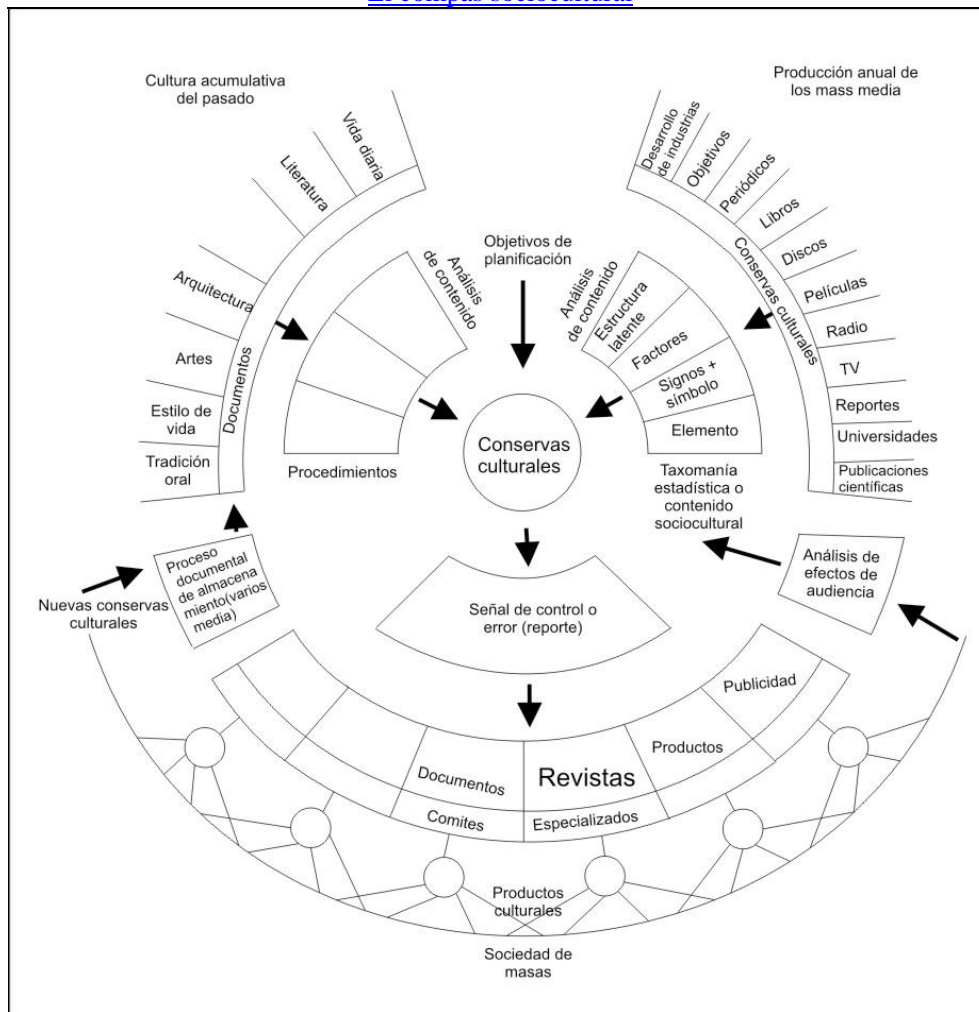 El compás sociocultural
Cultura acumulativa
del pasado
Producción anual de
los mass media
Vida diaria
Literatura
Arquitectura
Artes
Estilo de
vida
Tradición
oral
Documentos
Análisis
de contenido
Procedimientos
Objetivos de
planificación
Análisis
de contenido
Estructura
latente
Factores
Signos +
símbolo
Elemento
Conservas culturales
Desarrollo
de industrias
Objetivos
Periódicos
Libros
Discos
Películas
Radio
TV
Reportes
Universidades
Publicaciones
científicas
Conservas
culturales
Taxomanía
estadística o
contenido
sociocultural
Proceso
documental
de almacena
miento(varios
media)
Nuevas conservas
culturales
Señal de control o
error (reporte)
Análisis de
efectos de
audiencia
Documentos
Revistas
Productos
Publicidad
Comites
Especializados
Productos
culturales
Sociedad de
masas